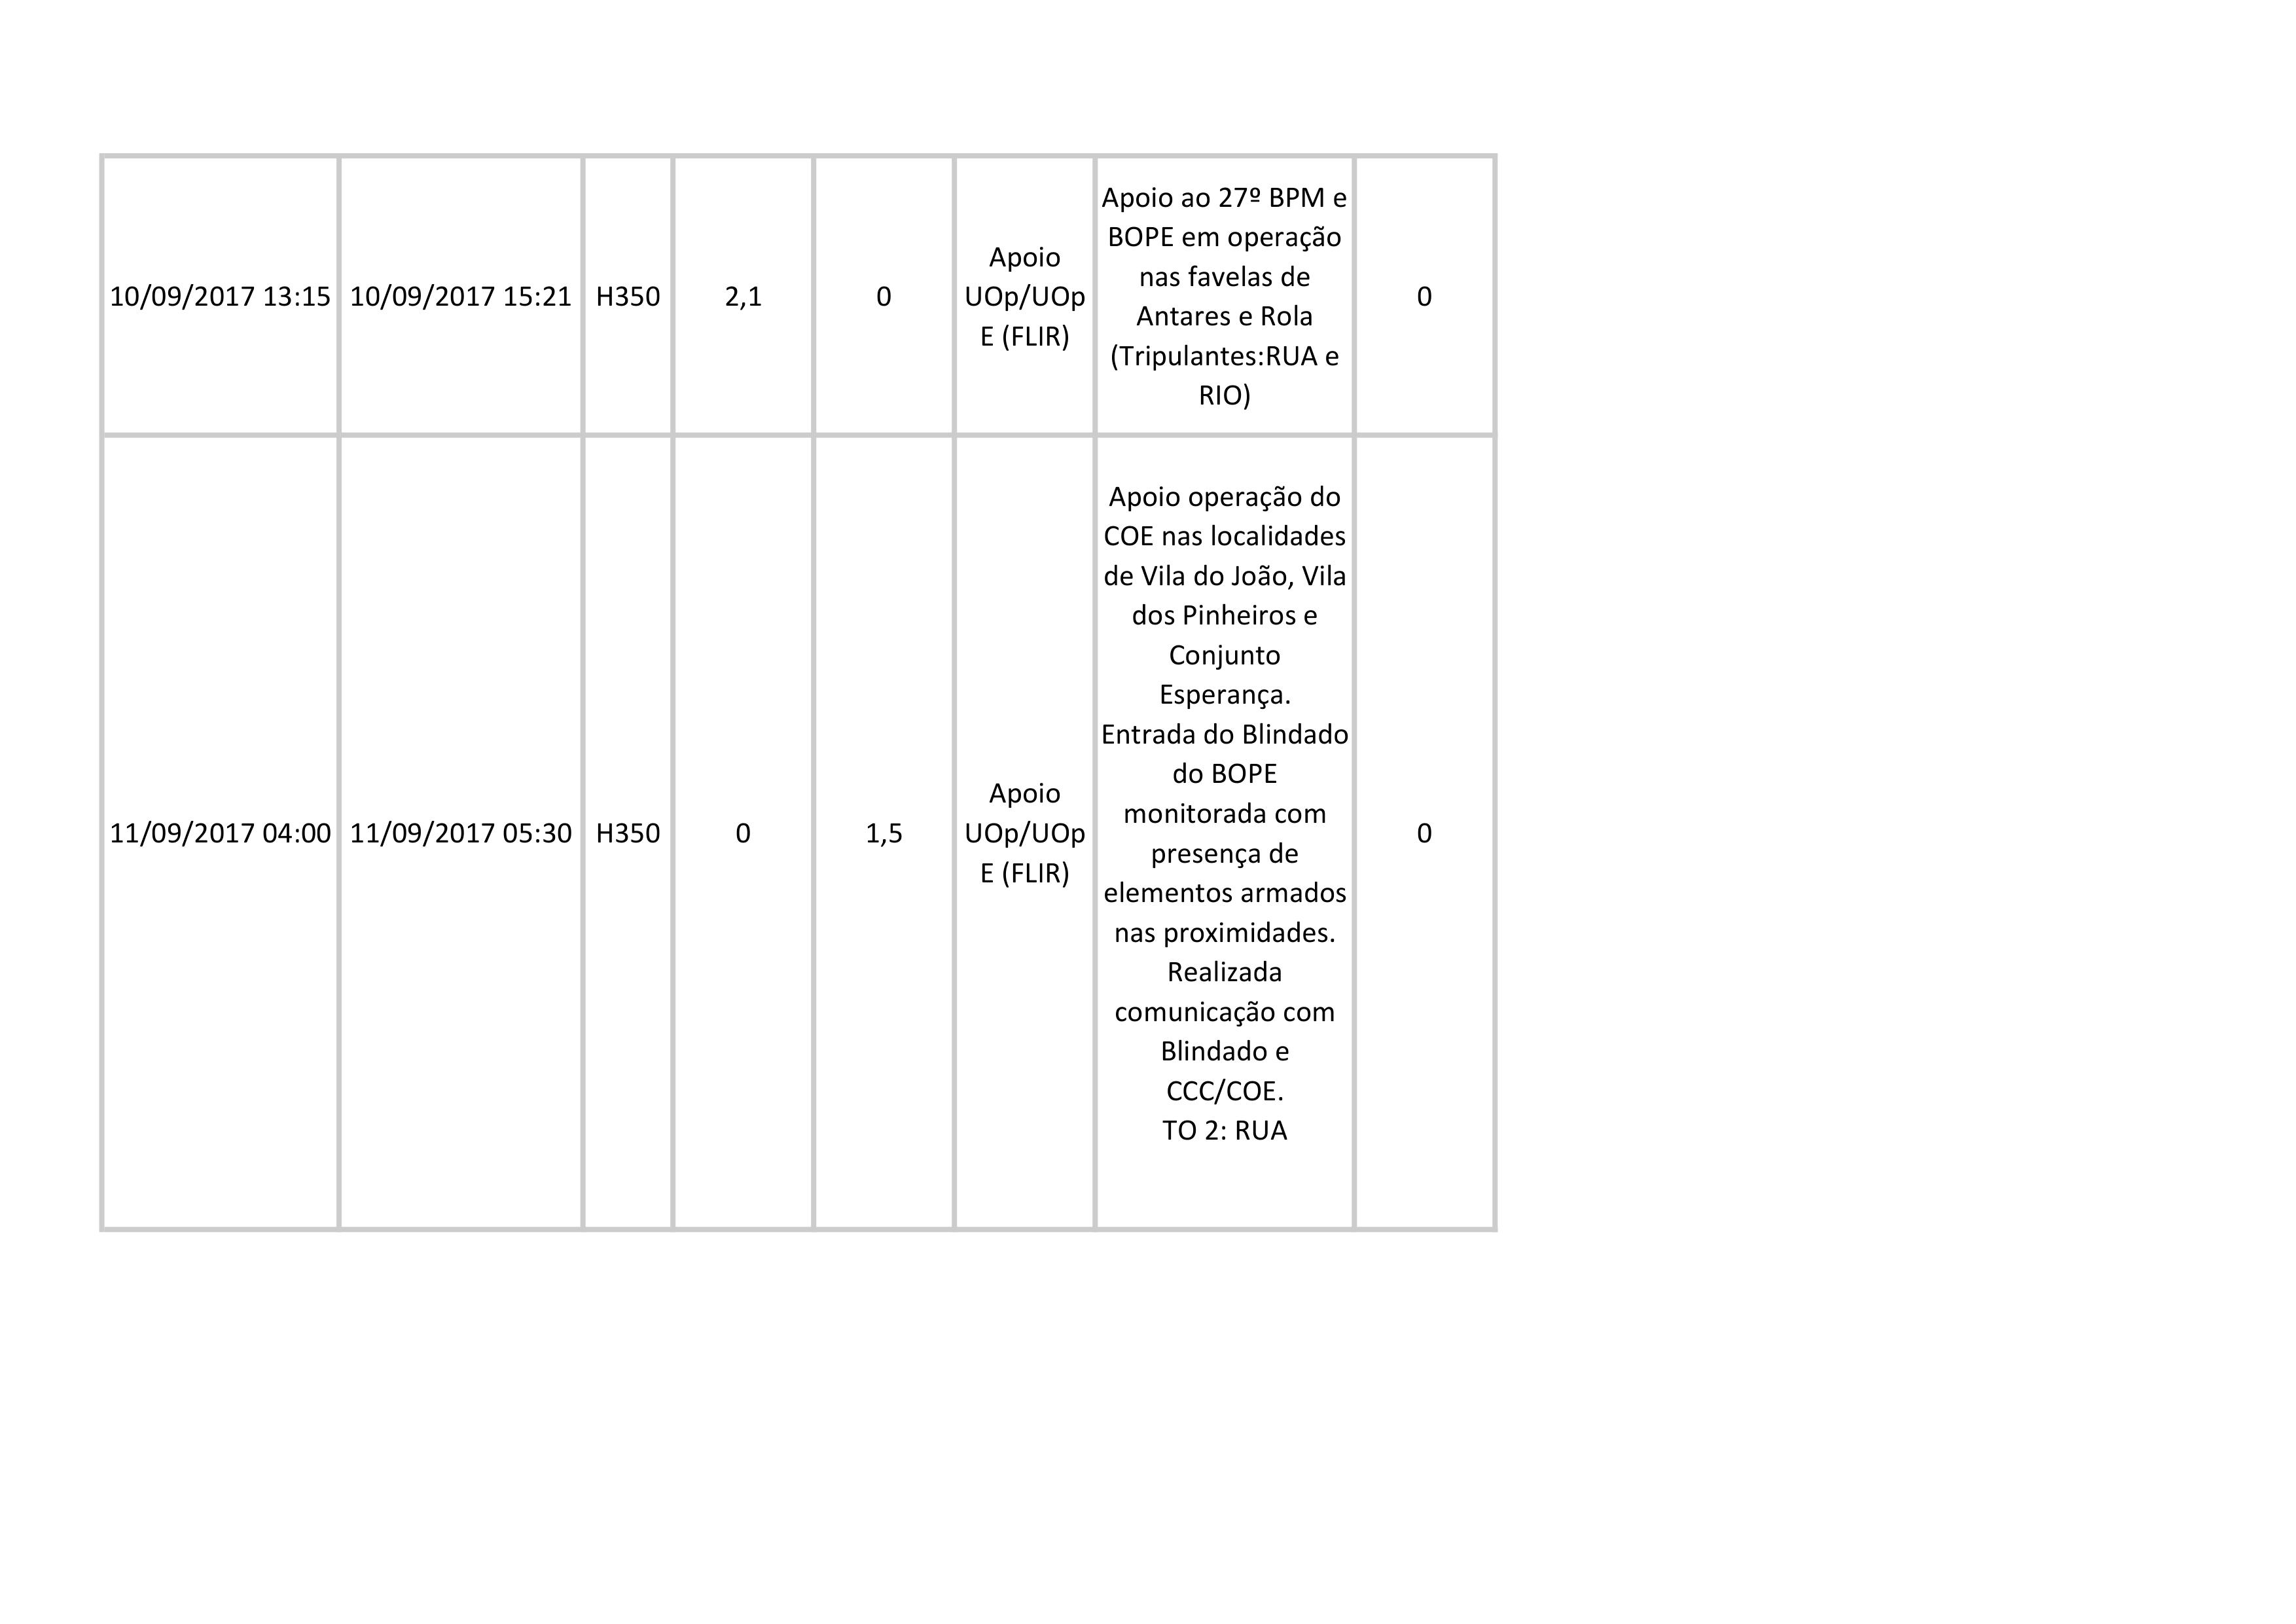 10/09/2017 13:15
10/09/2017 15:21
H350
2,1
0
Apoio
UOp/UOp
E (FLIR)
Apoio ao 27º BPM e
BOPE em operação
nas favelas de
Antares e Rola
(Tripulantes:RUA e
RIO)
0
11/09/2017 04:00
11/09/2017 05:30
H350
0
1,5
Apoio
UOp/UOp
E (FLIR)
Apoio operação do
COE nas localidades
de Vila do João, Vila
dos Pinheiros e
Conjunto
Esperança.
Entrada do Blindado
do BOPE
monitorada com
presença de
elementos armados
nas proximidades.
Realizada
comunicação com
Blindado e
CCC/COE.
TO 2: RUA
0